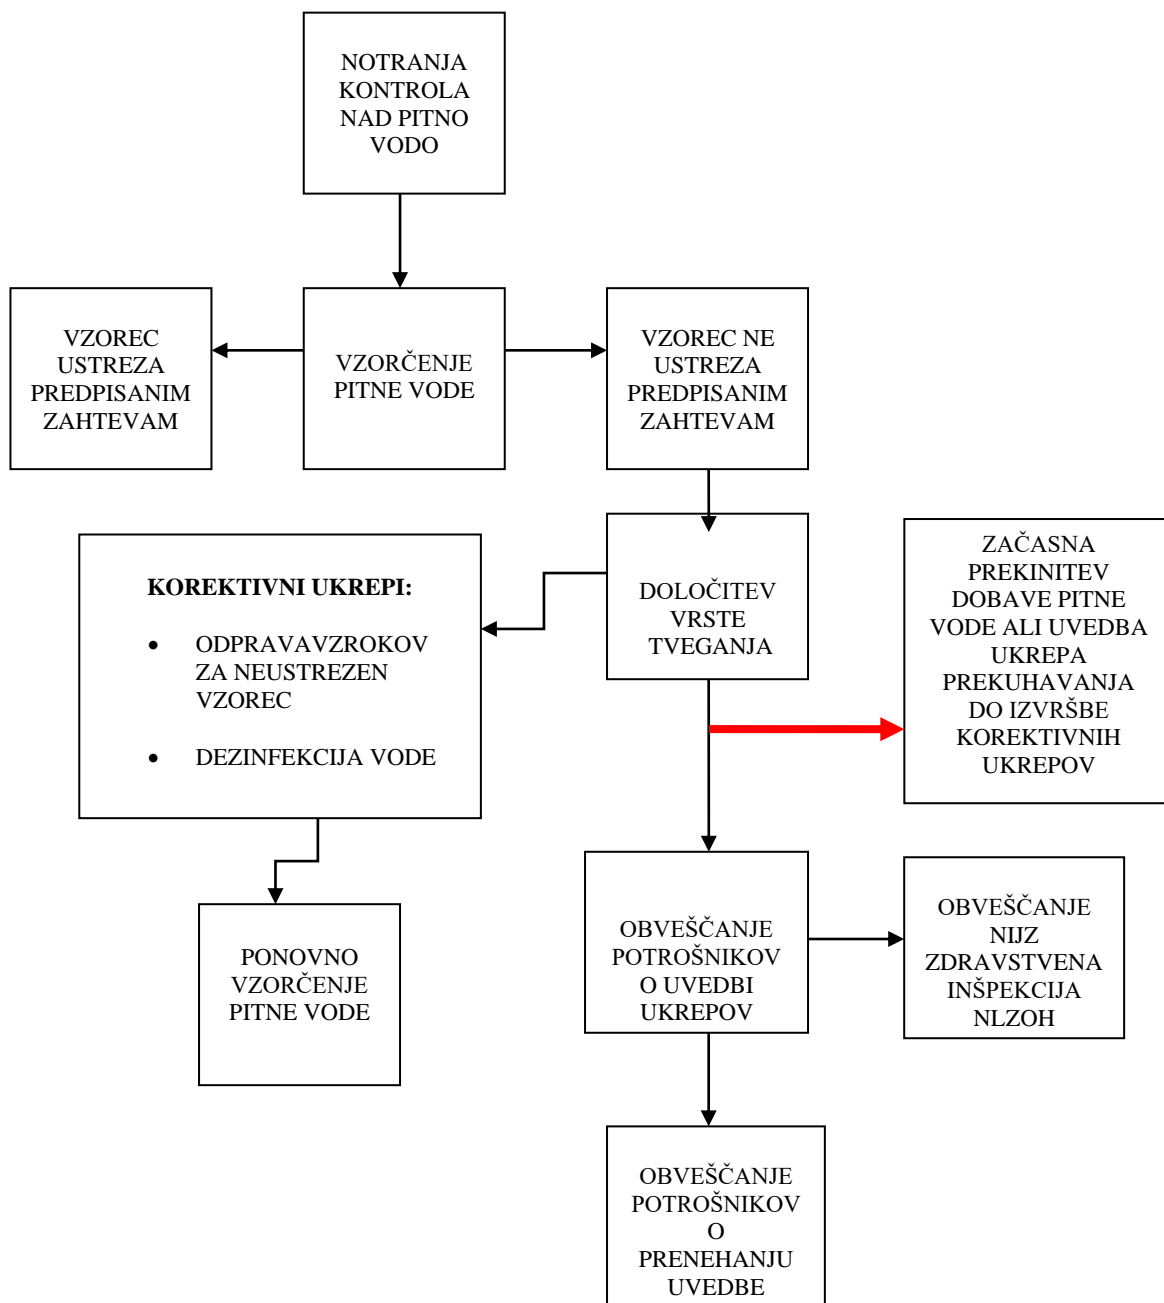 NOTRANJA
KONTROLA
NAD PITNO
VODO
VZOREC
USTREZA
PREDPISANIM
ZAHTEVAM
VZORČENJE
PITNE VODE
VZOREC NE
USTREZA
PREDPISANIM
ZAHTEVAM
KOREKTIVNI UKREPI:
• ODPRAVAVZROKOV
ZA NEUSTREZEN
VZOREC
• DEZINFEKCIJA VODE
DOLOČITEV
VRSTE
TVEGANJA
ZAČASNA
PREKINITEV
DOBAVE PITNE
VODE ALI UVEDBA
UKREPA
PREKUHAVANJA
DO IZVRŠBE
KOREKTIVNIH
UKREPOV
PONOVNO
VZORČENJE
PITNE VODE
OBVEŠČANJE
POTROŠNIKOV
O UVEDBI
UKREPOV
OBVEŠČANJE
NIJZ
ZDRAVSTVENA
INŠPEKCIJA
NLZOH
OBVEŠČANJE
POTROŠNIKOV
O
PRENEHANJU
UVEDBE